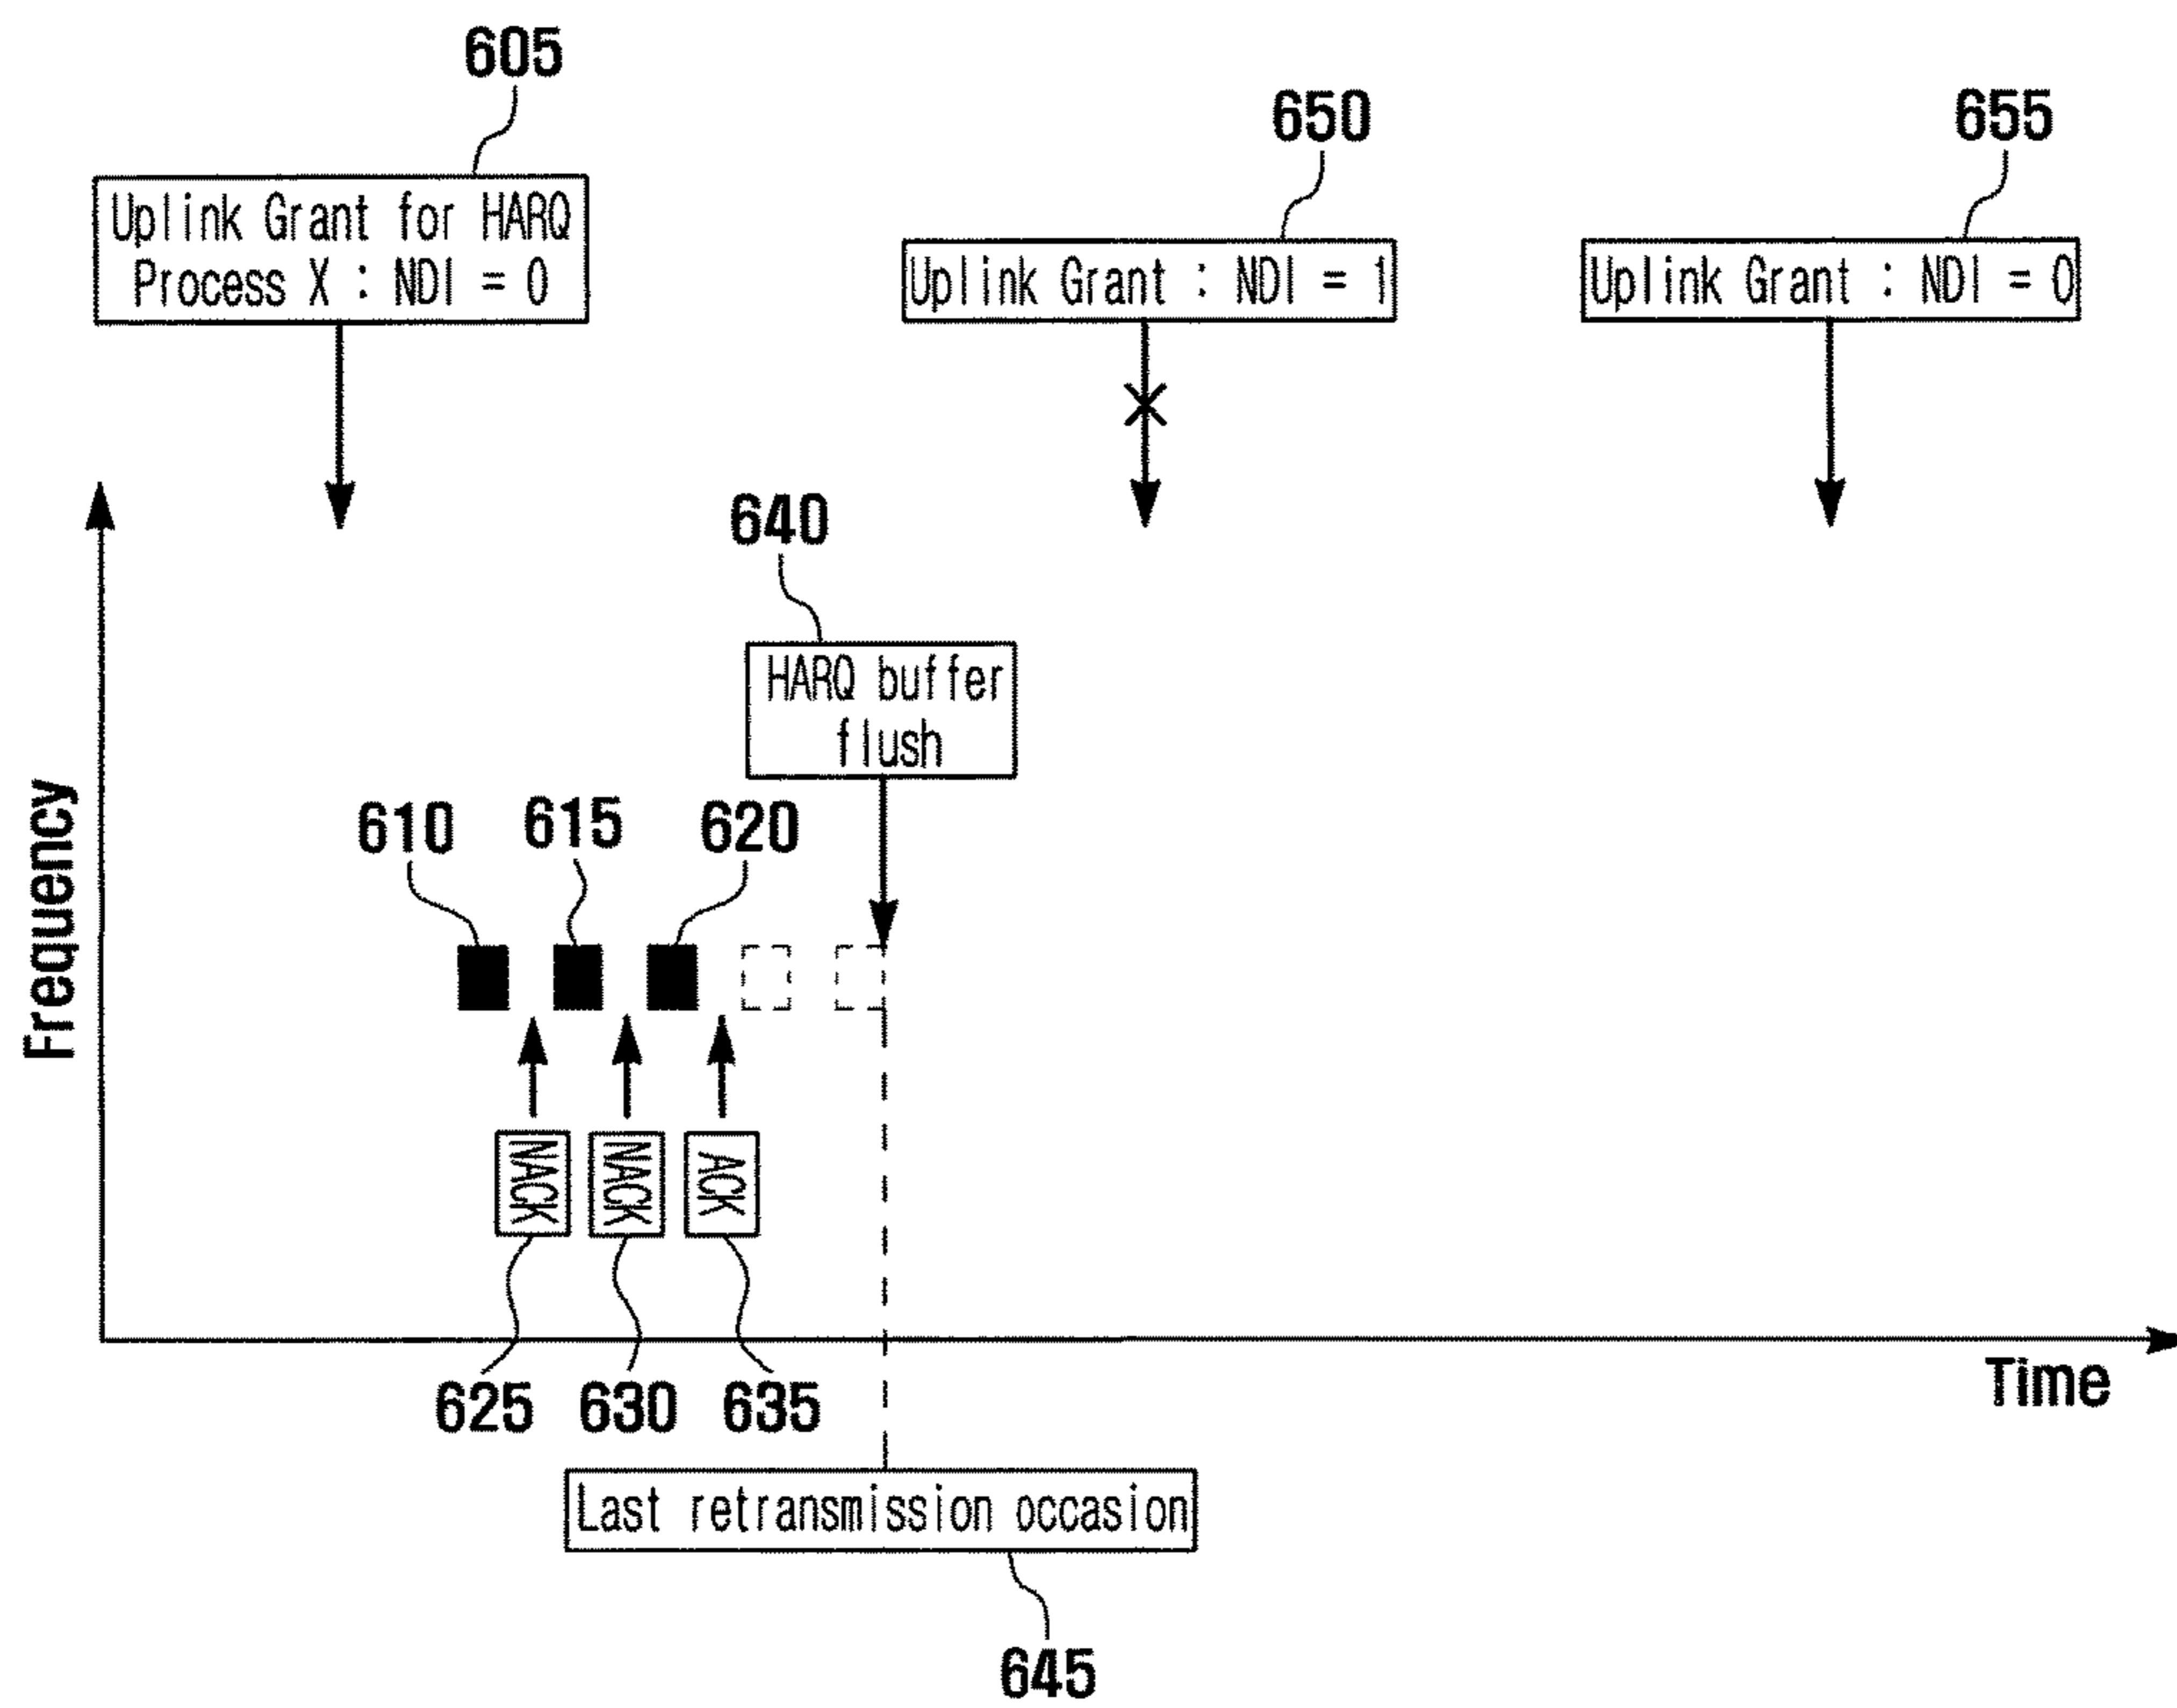 605
650
655
Uplink Grant for HARQ
Process X : NDI = 0
Uplink Grant : NDI = 1
Uplink Grant : NDI = 0
640
HARQ buffer
flush
610
615
620
Frequency
NACK
NACK
ACK
625
630
635
Time
Last retransmission occasion
645